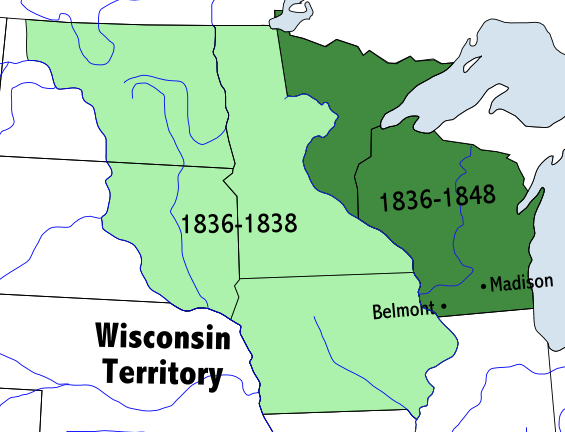 1836-1848
1836-1838
Madison
Belmont
Wisconsin
Territory